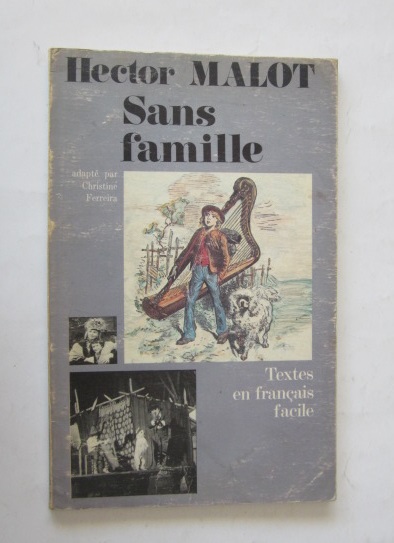 Hector MALOT
Sans
famille
adapté par
Christine
Ferreira
Textes
en français
facile